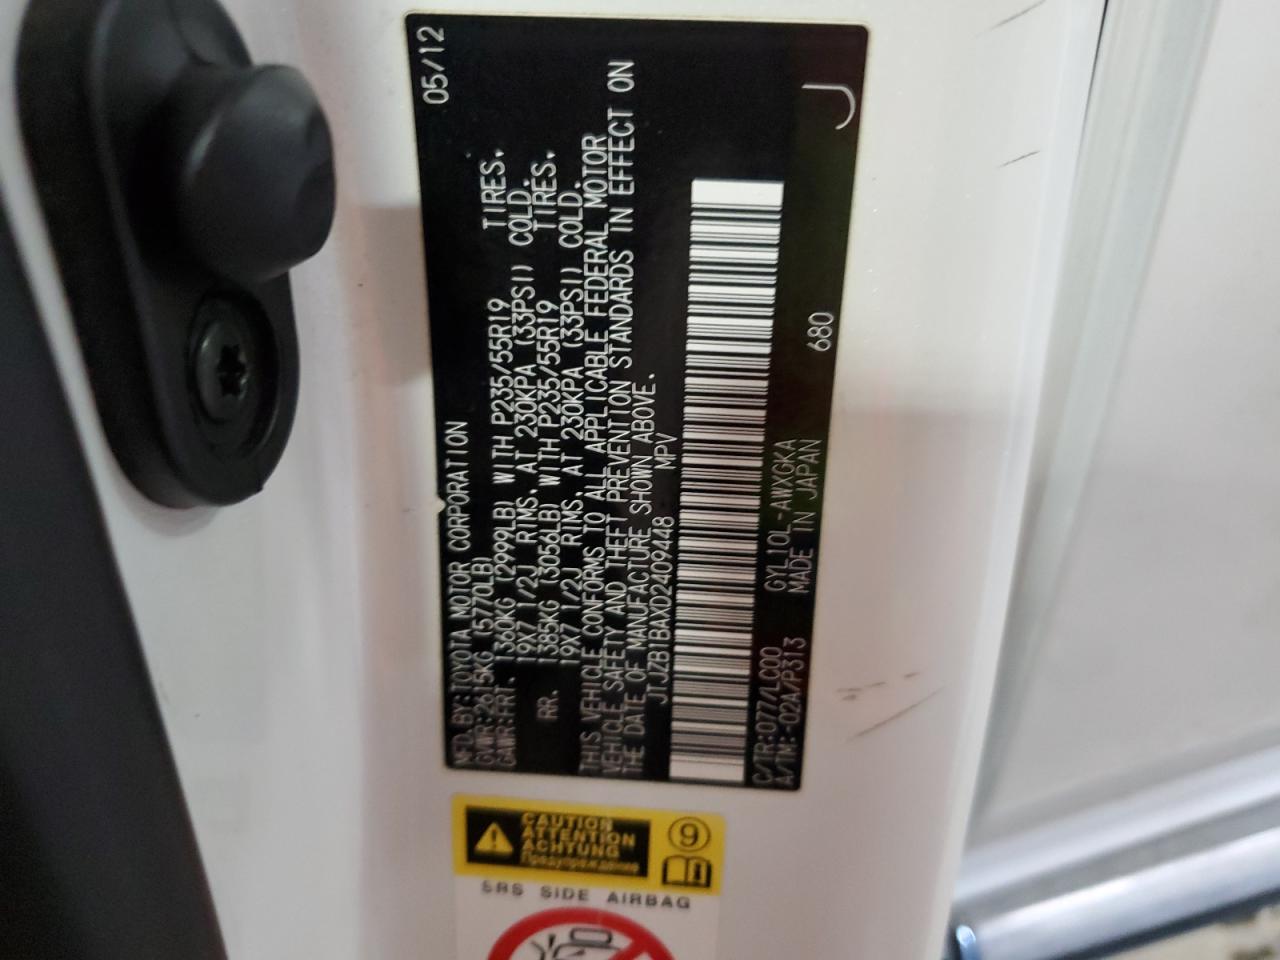 MFD.BY:TOYOTA MOTOR CORPORATION 05/12
GVWR:2615KG (5770LB)
GAWR:FRT. 1360KG (2999LB) WITH P235/55R19 TIRES.
19X7 1/2J RIMS. AT 230KPA (33PSI) COLD.
RR. 1385KG (3056LB) WITH P235/55R19 TIRES.
19X7 1/2J RIMS. AT 230KPA (33PSI) COLD.
THIS VEHICLE CONFORMS TO ALL APPLICABLE FEDERAL MOTOR
VEHICLE SAFETY AND THEFT PREVENTION STANDARDS IN EFFECT ON
THE DATE OF MANUFACTURE SHOWN ABOVE.
JTJZB1BAXD2409448 MPV
C/TR:077/LC00 GYL10L-AWXGKA 680
A/TM:-02A/P313 MADE IN JAPAN
J
CAUTION
ATTENTION
ACHTUNG
Предупреждение
9
SRS SIDE AIRBAG